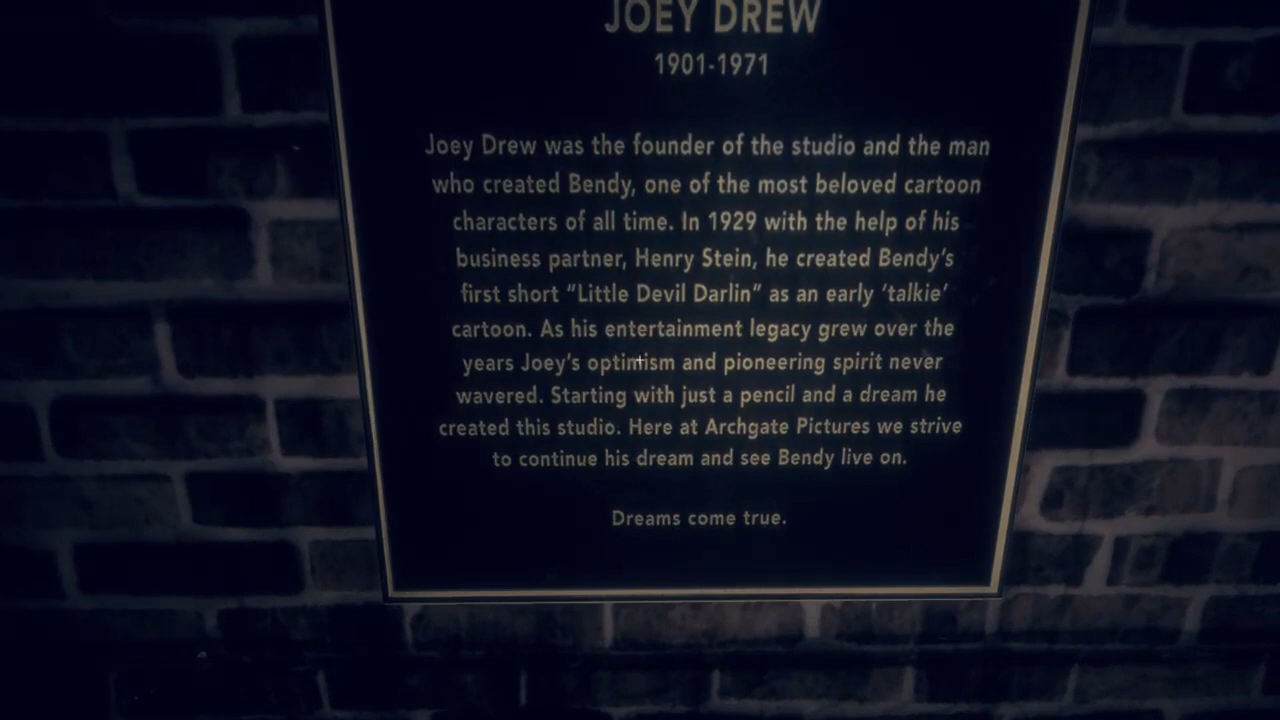 JOEY DREW
1901-1971
Joey Drew was the founder of the studio and the man
who created Bendy, one of the most beloved cartoon
characters of all time. In 1929 with the help of his
business partner, Henry Stein, he created Bendy's
first short "Little Devil Darlin" as an early 'talkie'
cartoon. As his entertainment legacy grew over the
years Joey's optimism and pioneering spirit never
wavered. Starting with just a pencil and a dream he
created this studio. Here at Archgate Pictures we strive
to continue his dream and see Bendy live on.
Dreams come true.